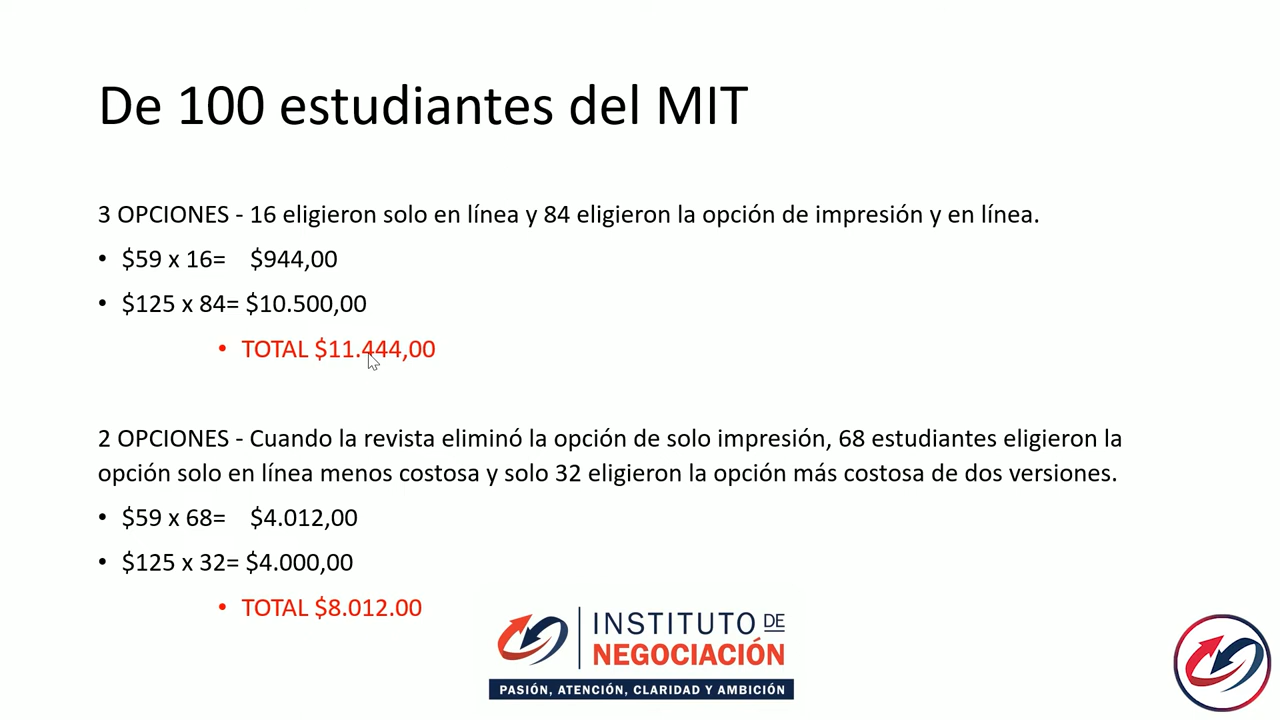 De 100 estudiantes del MIT
3 OPCIONES - 16 eligieron solo en línea y 84 eligieron la opción de impresión y en línea.
• $59 x 16= $944,00
• $125 x 84= $10.500,00
• TOTAL $11.444,00
2 OPCIONES - Cuando la revista eliminó la opción de solo impresión, 68 estudiantes eligieron la
opción solo en línea menos costosa y solo 32 eligieron la opción más costosa de dos versiones.
• $59 x 68= $4.012,00
• $125 x 32= $4.000,00
• TOTAL $8.012.00
INSTITUTO DE
NEGOCIACIÓN
PASIÓN, ATENCIÓN, CLARIDAD Y AMBICIÓN